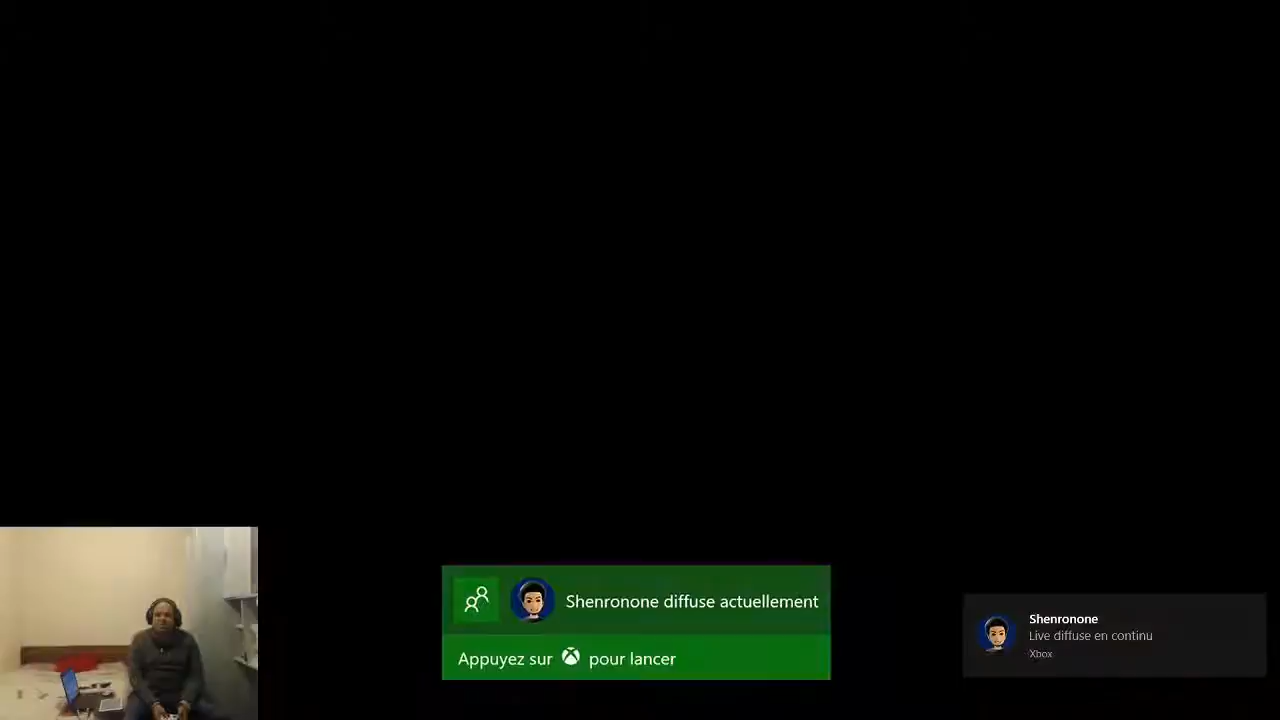 Shenronone diffuse actuellement
Appuyez sur pour lancer
Shenronone
Live diffuse en continu
Xbox